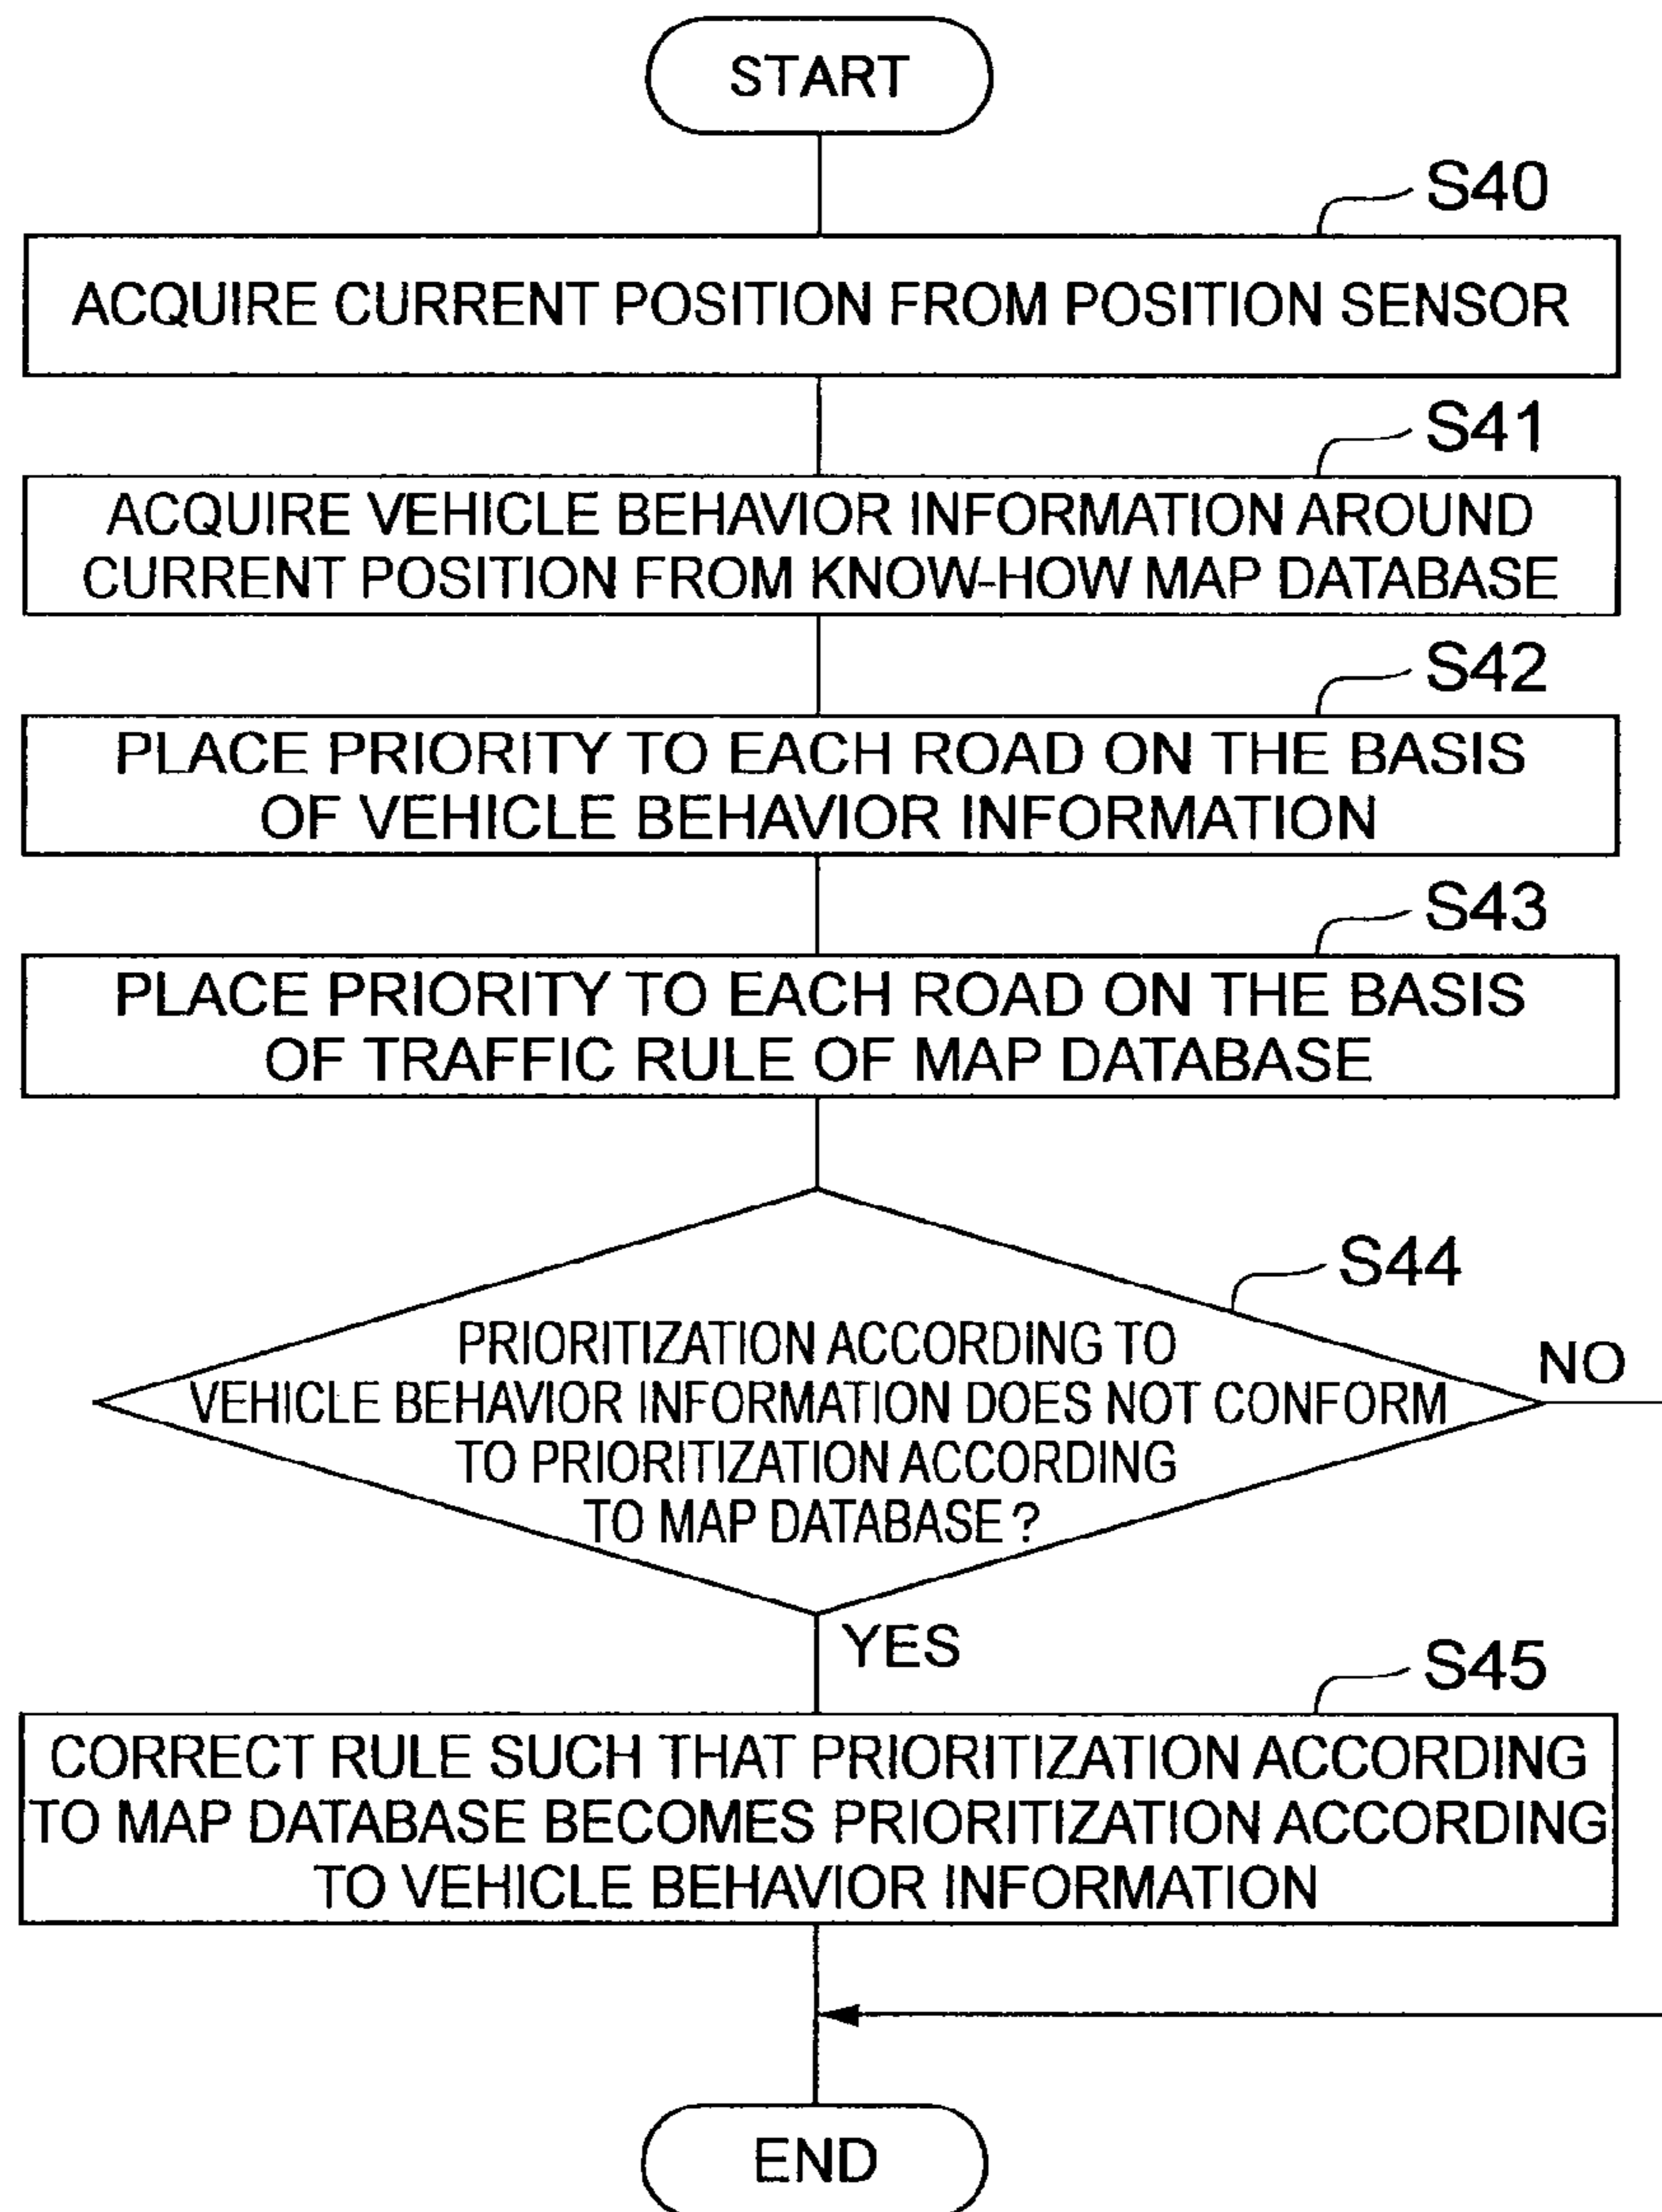 START
S40
ACQUIRE CURRENT POSITION FROM POSITION SENSOR
S41
ACQUIRE VEHICLE BEHAVIOR INFORMATION AROUND
CURRENT POSITION FROM KNOW-HOW MAP DATABASE
S42
PLACE PRIORITY TO EACH ROAD ON THE BASIS
OF VEHICLE BEHAVIOR INFORMATION
S43
PLACE PRIORITY TO EACH ROAD ON THE BASIS
OF TRAFFIC RULE OF MAP DATABASE
S44
PRIORITIZATION ACCORDING TO
VEHICLE BEHAVIOR INFORMATION DOES NOT CONFORM
TO PRIORITIZATION ACCORDING
TO MAP DATABASE ?
NO
YES
S45
CORRECT RULE SUCH THAT PRIORITIZATION ACCORDING
TO MAP DATABASE BECOMES PRIORITIZATION ACCORDING
TO VEHICLE BEHAVIOR INFORMATION
END